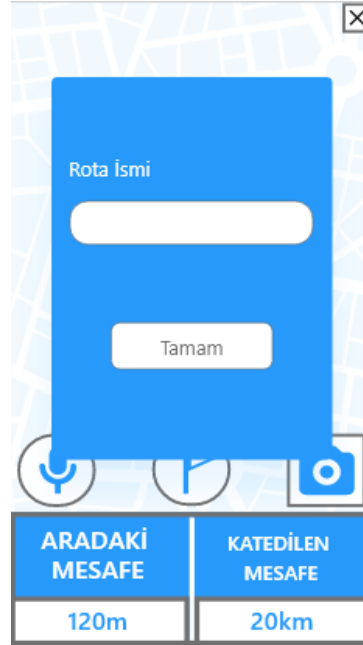 Rota İsmi
Tamam
ARADAKİ
MESAFE
KATEDİLEN
MESAFE
120m
20km